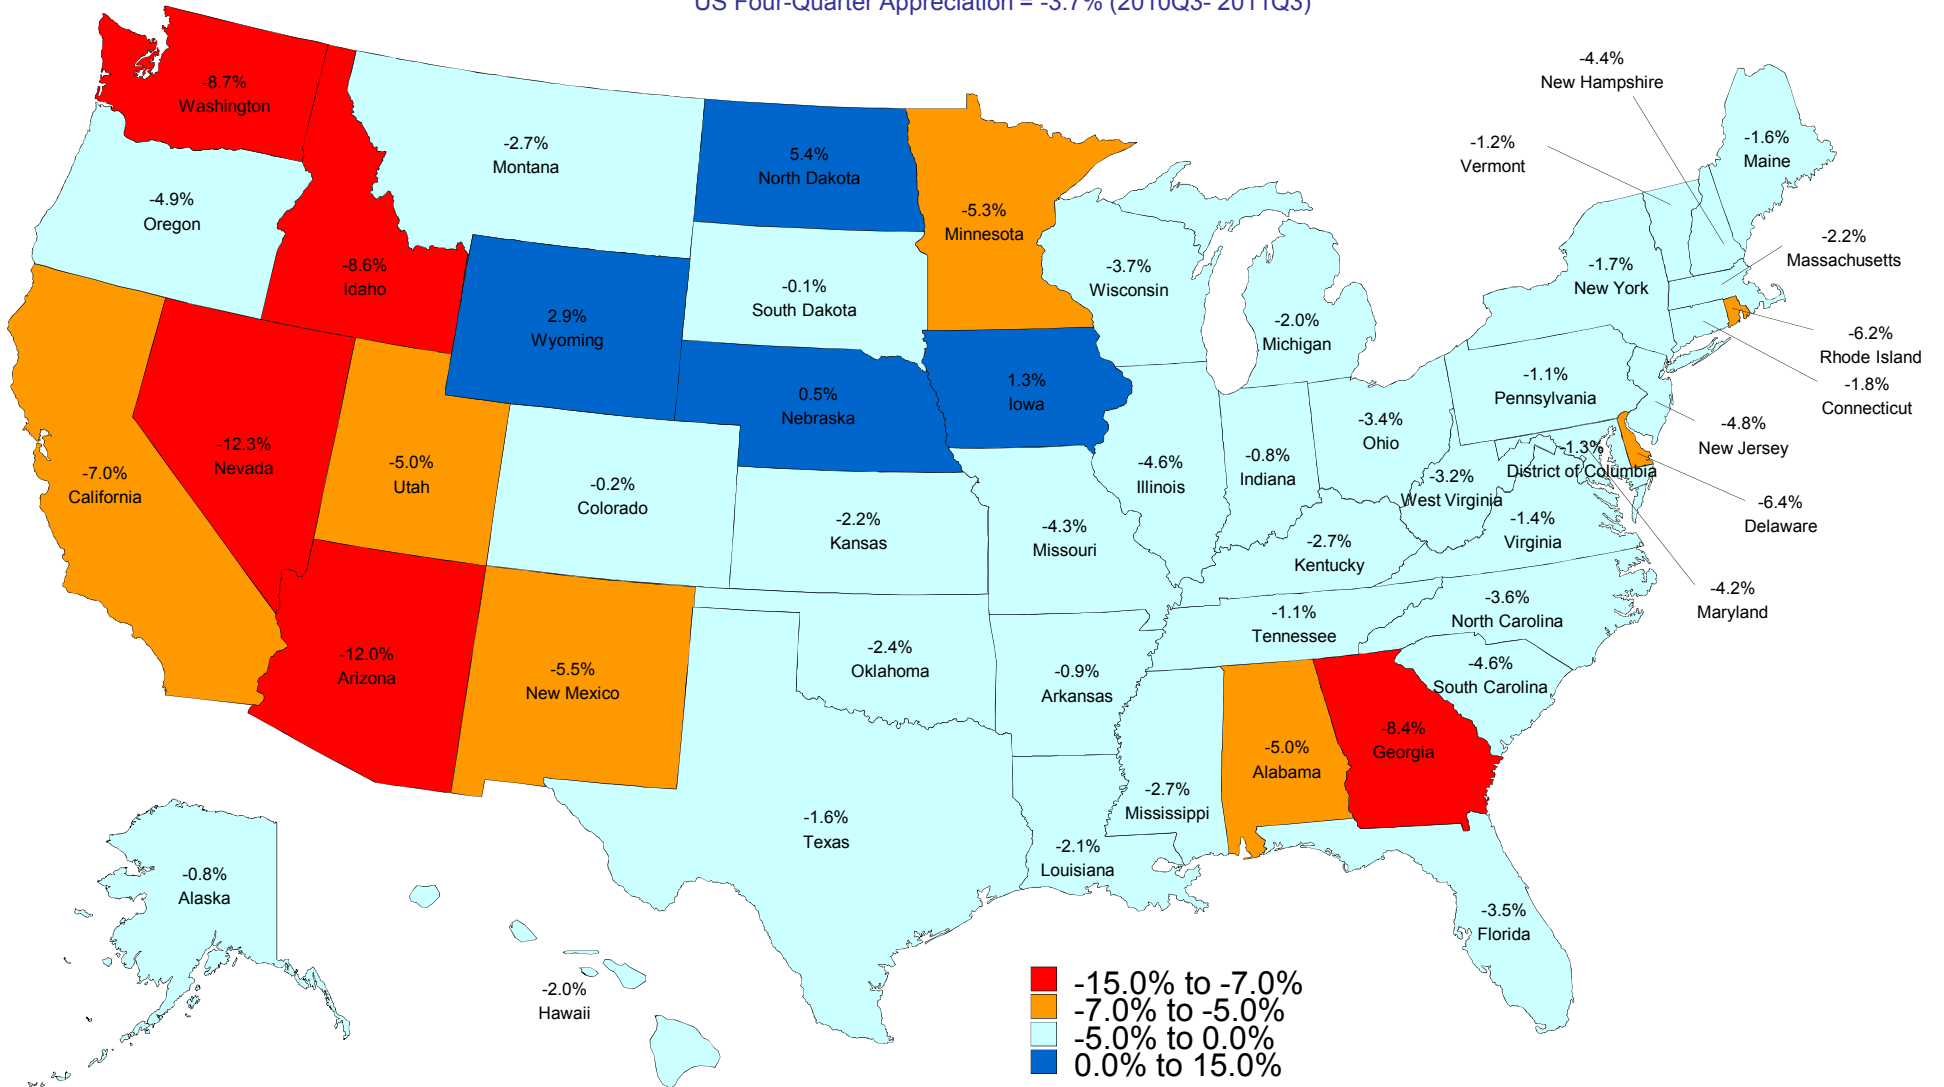 US Four-Quarter Appreciation = -3.7% (2010Q3- 2011Q3)
-8.7%
Washington
-4.9%
Oregon
-8.6%
Idaho
-2.7%
Montana
5.4%
North Dakota
-5.3%
Minnesota
-0.1%
South Dakota
2.9%
Wyoming
0.5%
Nebraska
1.3%
Iowa
-3.7%
Wisconsin
-2.0%
Michigan
-7.0%
California
-12.3%
Nevada
-5.0%
Utah
-0.2%
Colorado
-2.2%
Kansas
-4.3%
Missouri
-4.6%
Illinois
-0.8%
Indiana
-3.4%
Ohio
-1.1%
Pennsylvania
-1.7%
New York
-4.4%
New Hampshire
-1.2%
Vermont
-1.6%
Maine
-2.2%
Massachusetts
-6.2%
Rhode Island
-1.8%
Connecticut
-4.8%
New Jersey
-1.3%
District of Columbia
-6.4%
Delaware
-4.2%
Maryland
-3.2%
West Virginia
-1.4%
Virginia
-2.7%
Kentucky
-3.6%
North Carolina
-1.1%
Tennessee
-4.6%
South Carolina
-12.0%
Arizona
-5.5%
New Mexico
-2.4%
Oklahoma
-0.9%
Arkansas
-1.6%
Texas
-2.1%
Louisiana
-2.7%
Mississippi
-5.0%
Alabama
-8.4%
Georgia
-3.5%
Florida
-0.8%
Alaska
-2.0%
Hawaii
-15.0% to -7.0%
-7.0% to -5.0%
-5.0% to 0.0%
0.0% to 15.0%